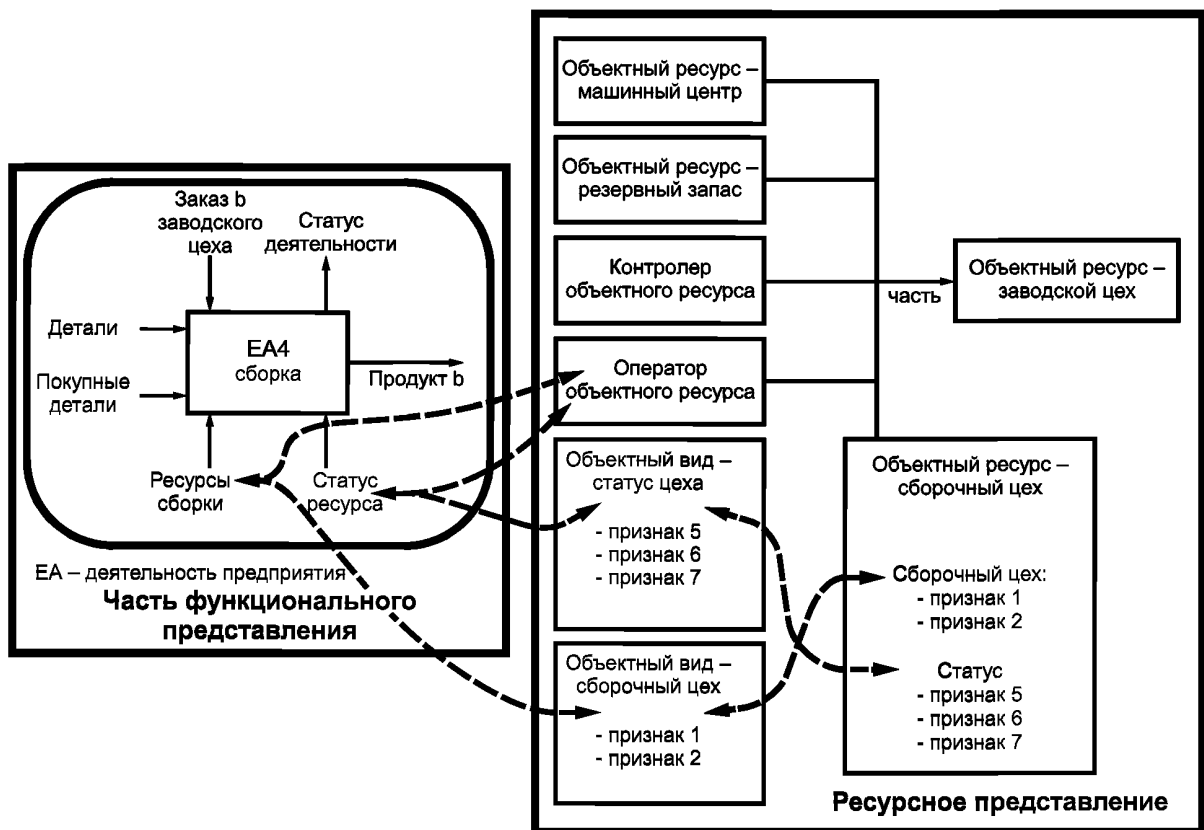 Заказ b
заводского
цеха
Статус
деятельности
Детали
Покупные
детали
EA4
сборка
Продукт b
Ресурсы
сборки
Статус
ресурса
EA – деятельность предприятия
Часть функционального
представления
Объектный ресурс –
машинный центр
Объектный ресурс –
резервный запас
Контролер
объектного ресурса
Оператор
объектного ресурса
Объектный вид –
статус цеха
- признак 5
- признак 6
- признак 7
Объектный вид –
сборочный цех
- признак 1
- признак 2
часть
Объектный ресурс –
заводской цех
Объектный ресурс –
сборочный цех
Сборочный цех:
- признак 1
- признак 2
Статус
- признак 5
- признак 6
- признак 7
Ресурсное представление